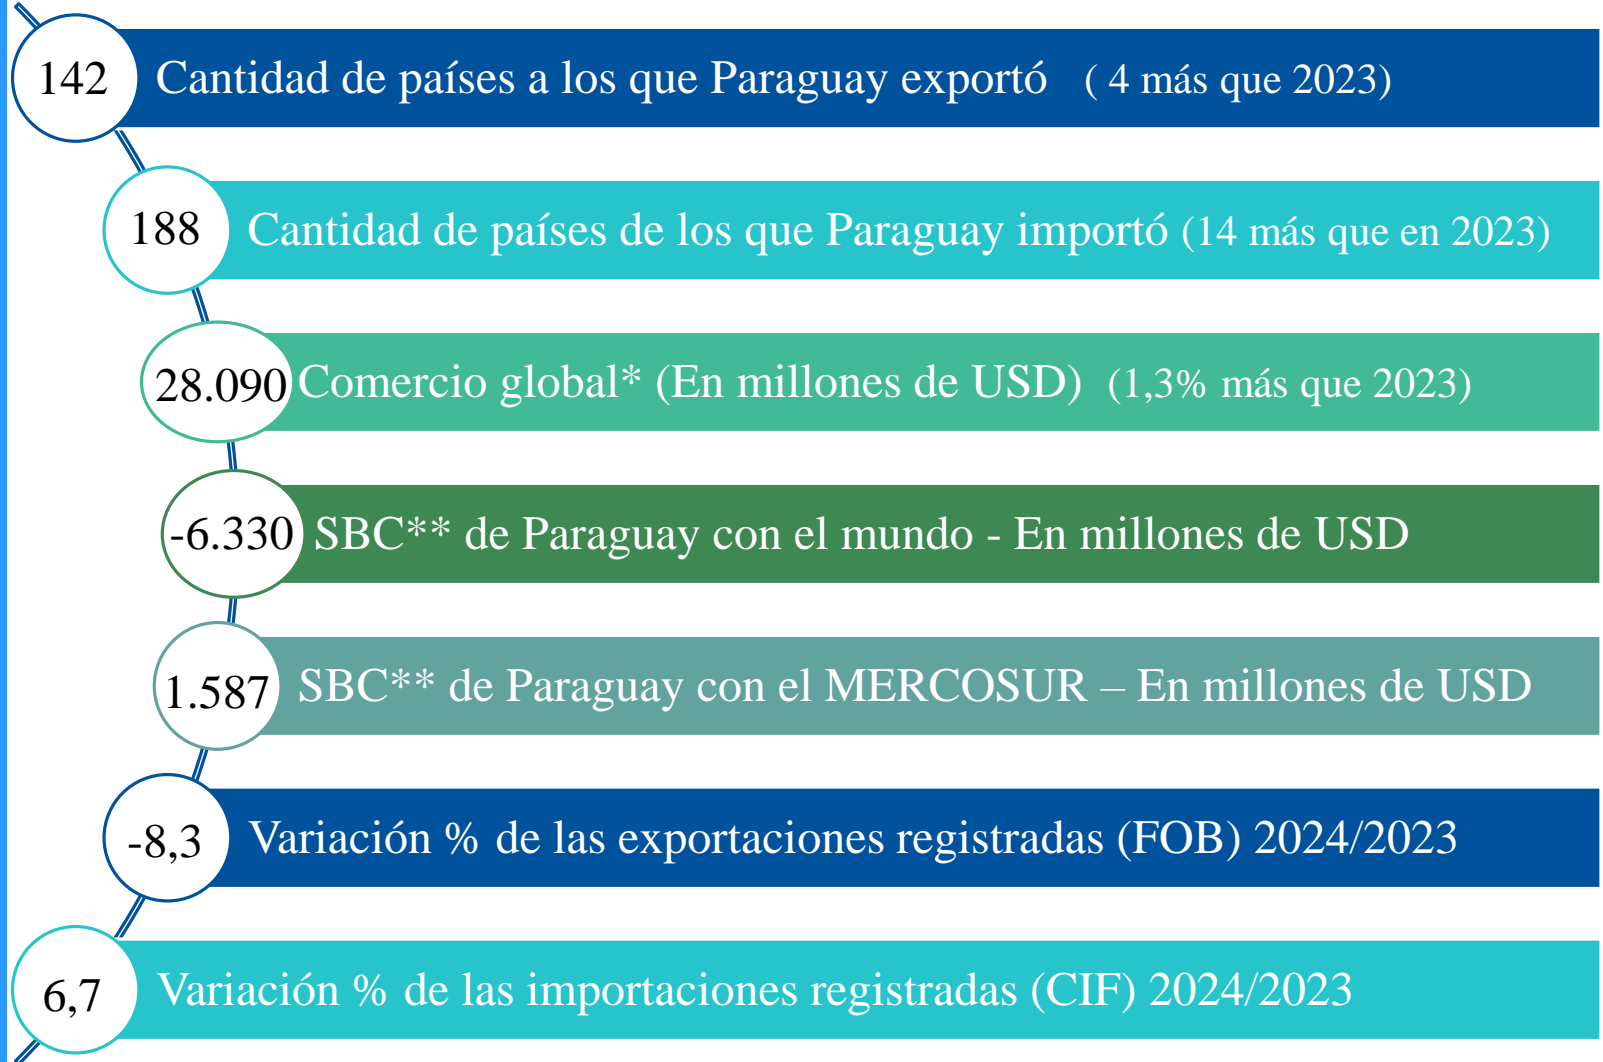 142 Cantidad de países a los que Paraguay exportó ( 4 más que 2023)
188 Cantidad de países de los que Paraguay importó (14 más que en 2023)
28.090 Comercio global* (En millones de USD) (1,3% más que 2023)
-6.330 SBC** de Paraguay con el mundo - En millones de USD
1.587 SBC** de Paraguay con el MERCOSUR – En millones de USD
-8,3 Variación % de las exportaciones registradas (FOB) 2024/2023
6,7 Variación % de las importaciones registradas (CIF) 2024/2023